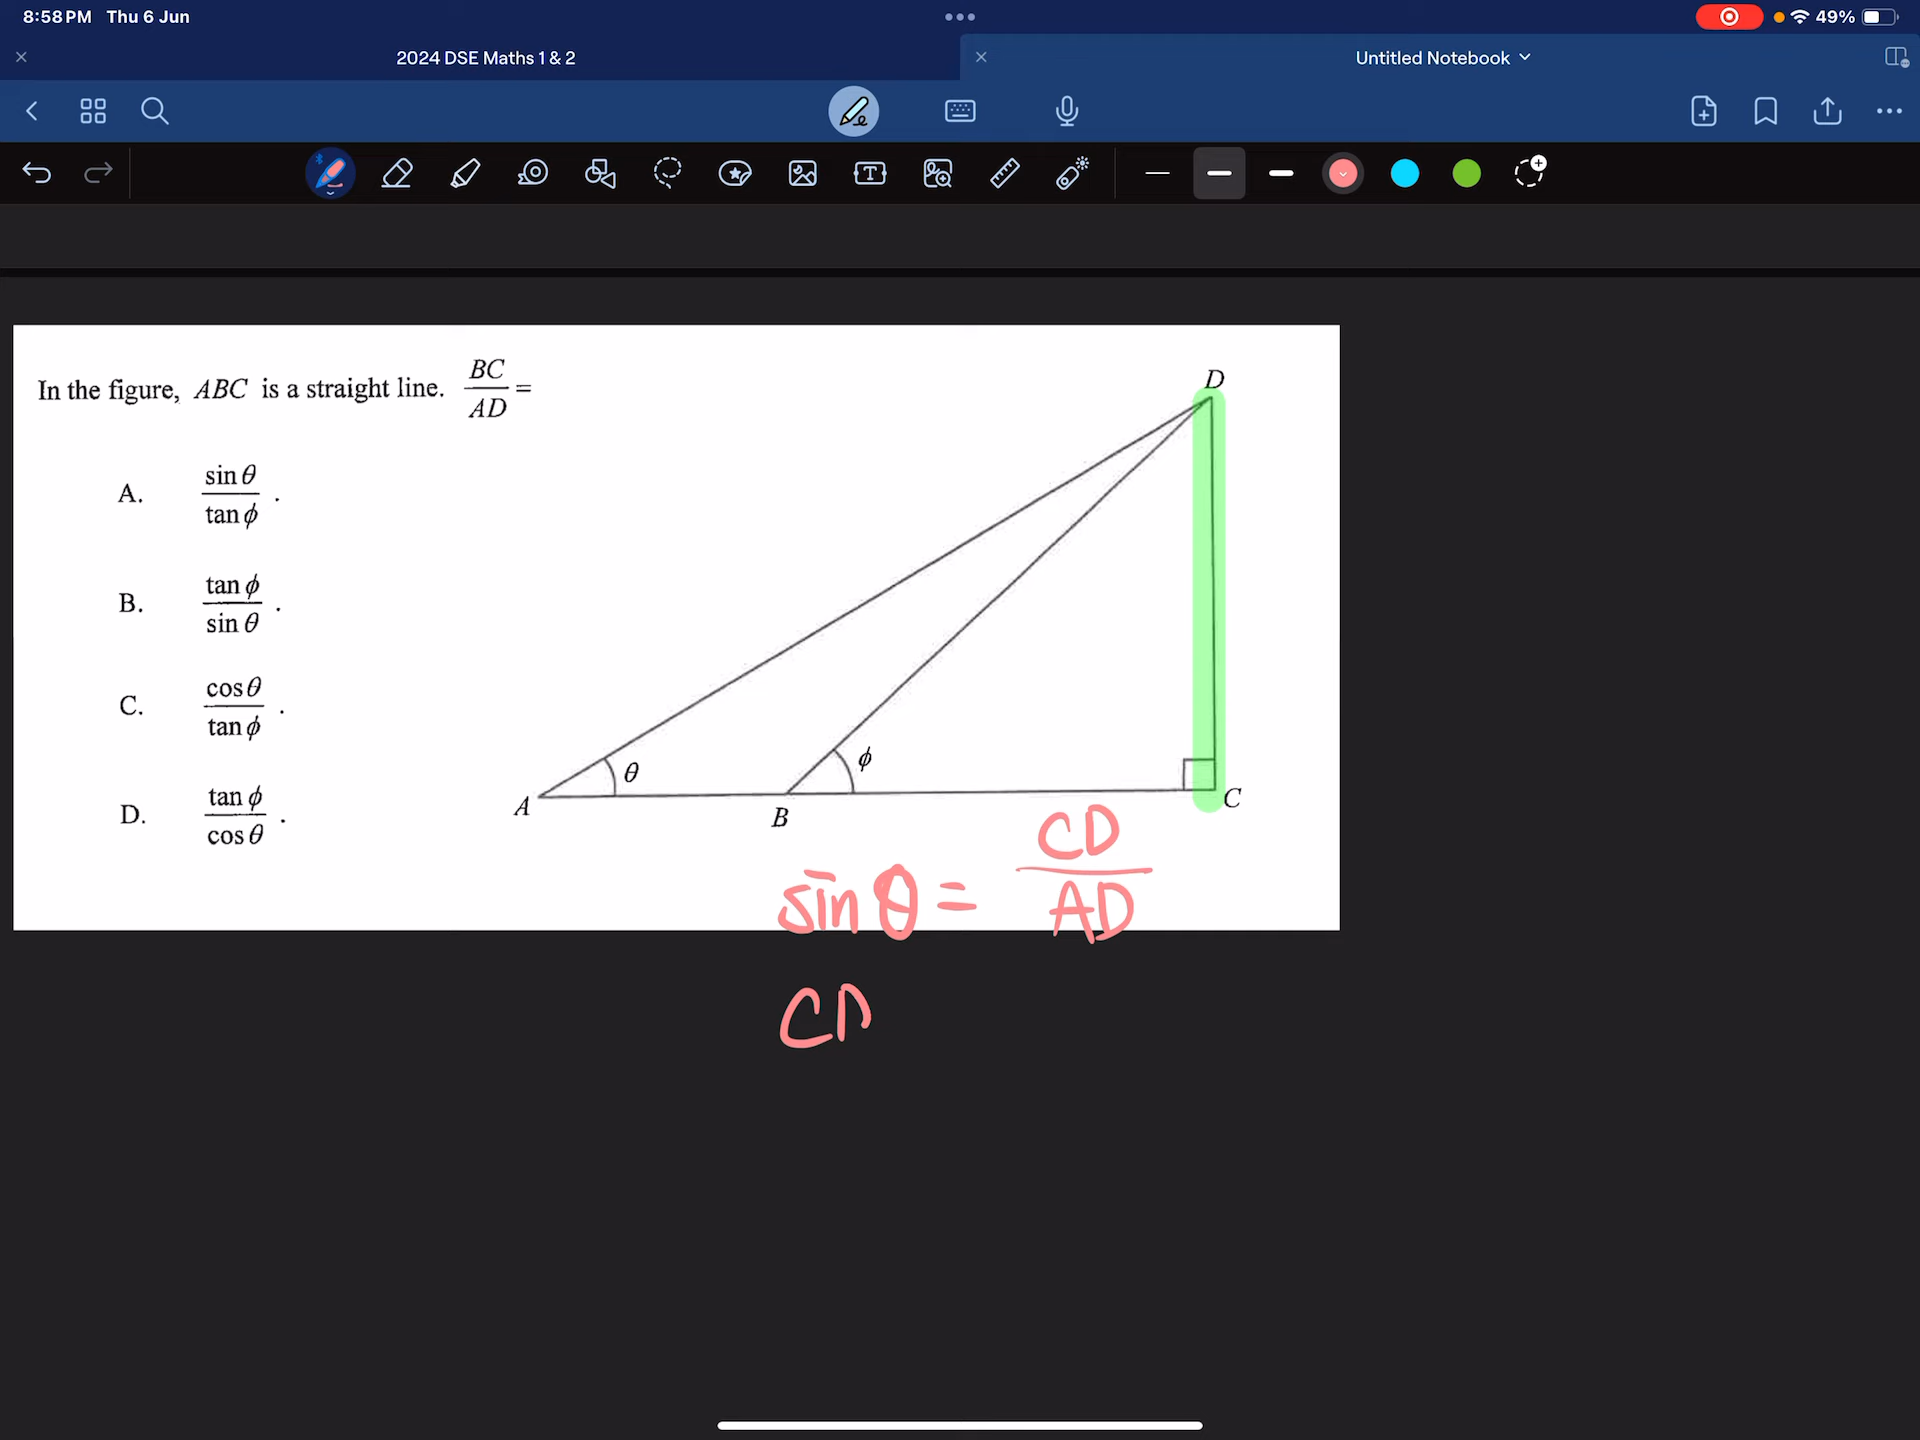 8:58 PM Thu 6 Jun
49%
2024 DSE Maths 1 & 2
Untitled Notebook
In the figure, ABC is a straight line. BC/AD =
A. sin θ / tan ϕ .
B. tan ϕ / sin θ .
C. cos θ / tan ϕ .
D. tan ϕ / cos θ .
D
θ
ϕ
A
B
C
sin θ = CD/AD
CD